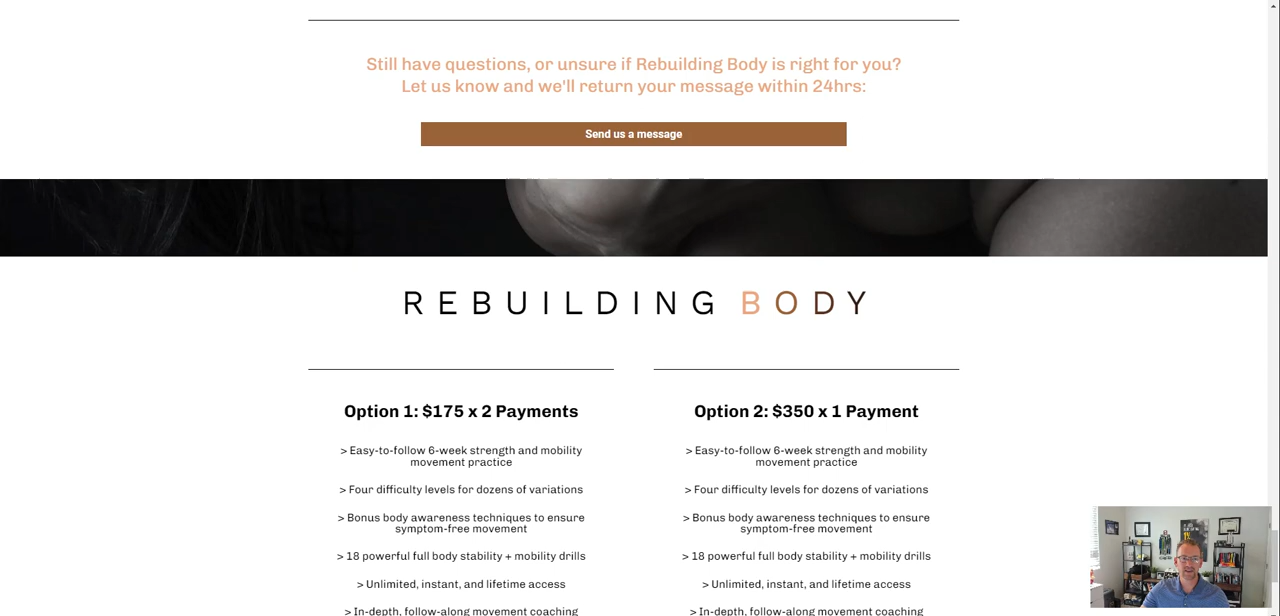 Still have questions, or unsure if Rebuilding Body is right for you?
Let us know and we'll return your message within 24hrs:
Send us a message
REBUILDING BODY
Option 1: $175 x 2 Payments
> Easy-to-follow 6-week strength and mobility
movement practice
> Four difficulty levels for dozens of variations
> Bonus body awareness techniques to ensure
symptom-free movement
> 18 powerful full body stability + mobility drills
> Unlimited, instant, and lifetime access
> In-depth, follow-along movement coaching
Option 2: $350 x 1 Payment
> Easy-to-follow 6-week strength and mobility
movement practice
> Four difficulty levels for dozens of variations
> Bonus body awareness techniques to ensure
symptom-free movement
> 18 powerful full body stability + mobility drills
> Unlimited, instant, and lifetime access
> In-depth, follow-along movement coaching